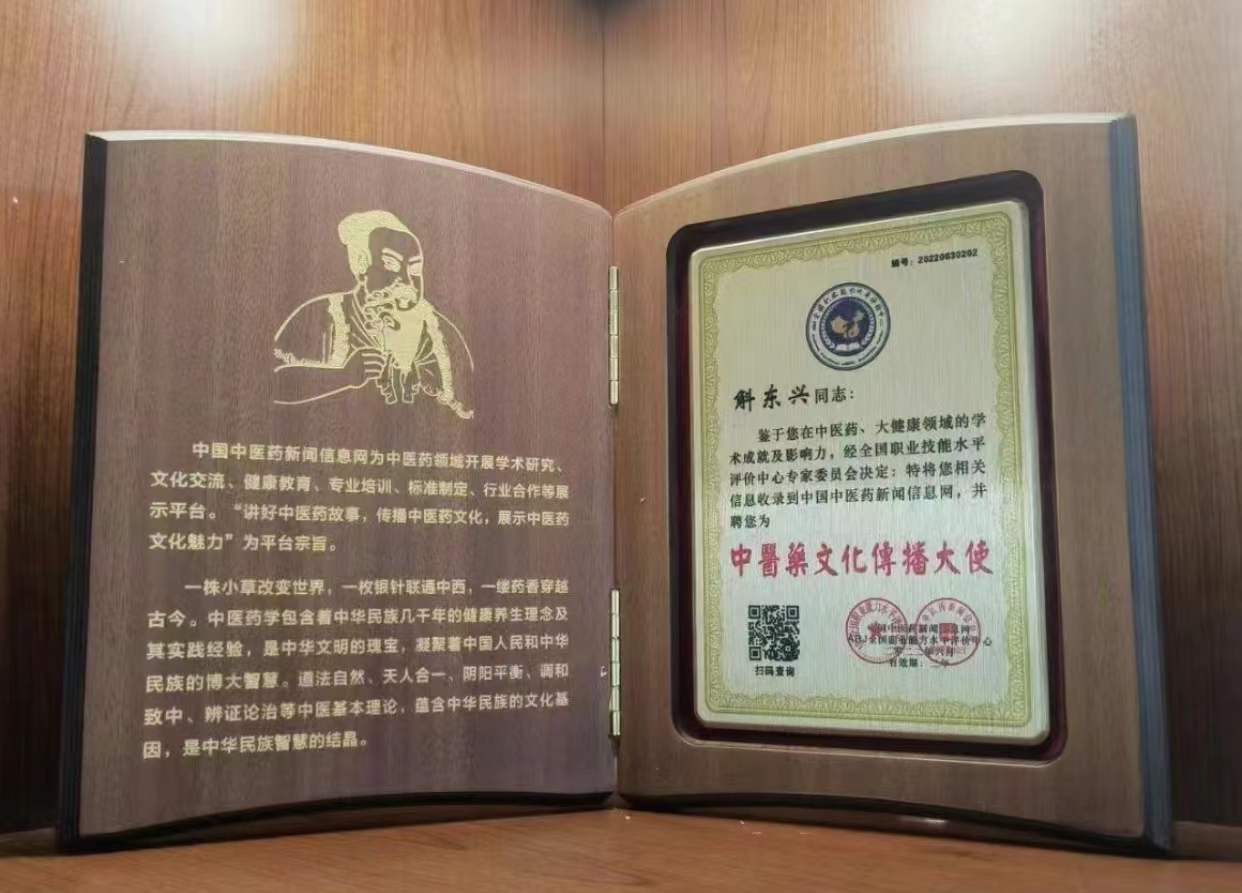 中国中医药新闻信息网为中医药领域开展学术研究、
文化交流、健康教育、专业培训、标准制定、行业合作等展
示平台。“讲好中医药故事，传播中医药文化，展示中医药
文化魅力”为平台宗旨。
一株小草改变世界，一枚银针联通中西，一缕药香穿越
古今。中医药学包含着中华民族几千年的健康养生理念及
其实践经验，是中华文明的瑰宝，凝聚着中国人民和中华
民族的博大智慧。道法自然、天人合一、阴阳平衡、调和
致中、辨证论治等中医基本理论，蕴含中华民族的文化基
因，是中华民族智慧的结晶。
编号：20220630202
斛东兴同志：
鉴于您在中医药、大健康领域的学
术成就及影响力，经全国职业技能水平
评价中心专家委员会决定：特将您相关
信息收录到中国中医药新闻信息网，并
聘您为
中醫藥文化傳播大使
扫码查询
有效期：二年